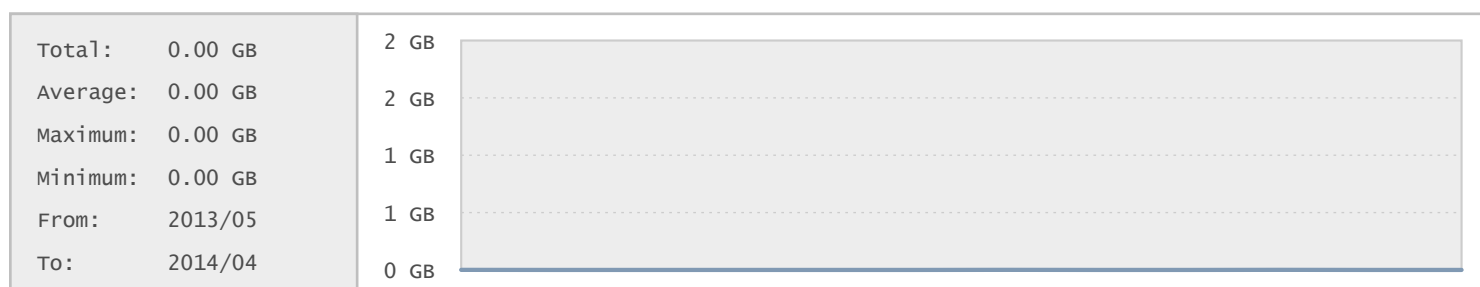 Total: 0.00 GB
Average: 0.00 GB
Maximum: 0.00 GB
Minimum: 0.00 GB
From: 2013/05
To: 2014/04
2 GB
2 GB
1 GB
1 GB
0 GB